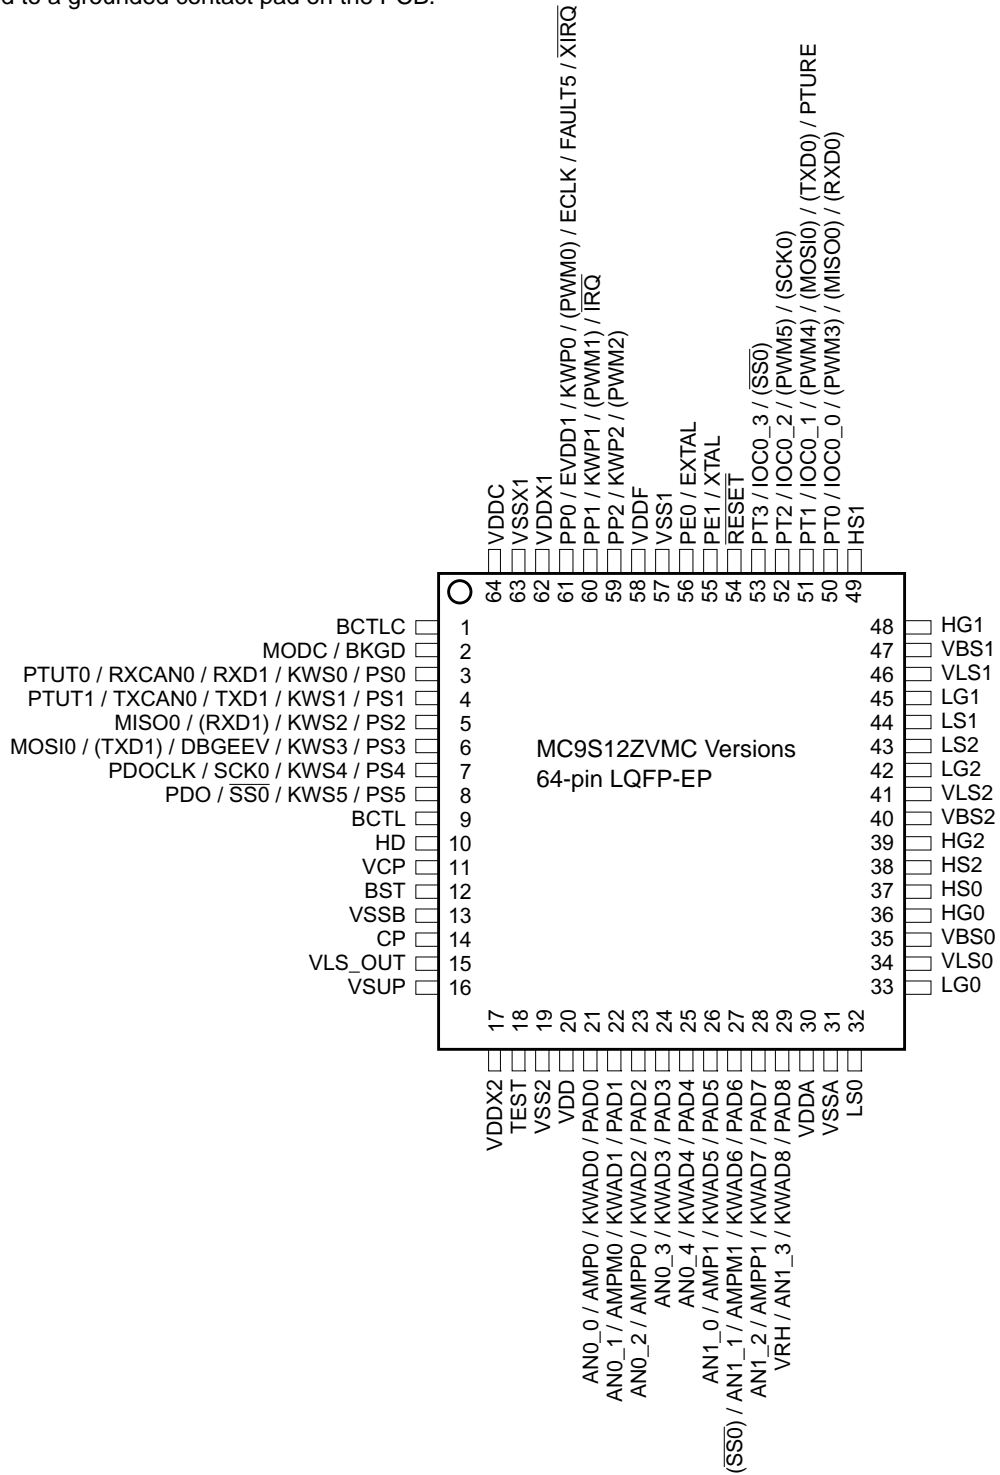 d to a grounded contact pad on the PCB.
VDDC
VSSX1
VDDX1
PP0 / EVDD1 / KWP0 / (PWM0) / ECLK / FAULT5 / XIRQ
PP1 / KWP1 / (PWM1) / IRQ
PP2 / KWP2 / (PWM2)
VDDF
VSS1
PE0 / EXTAL
PE1 / XTAL
RESET
PT3 / IOC0_3 / (SS0)
PT2 / IOC0_2 / (PWM5) / (SCK0)
PT1 / IOC0_1 / (PWM4) / (MOSI0) / (TXD0) / PTURE
PT0 / IOC0_0 / (PWM3) / (MISO0) / (RXD0)
HS1
64
63
62
61
60
59
58
57
56
55
54
53
52
51
50
49
BCTLC 1
MODC / BKGD 2
PTUT0 / RXCAN0 / RXD1 / KWS0 / PS0 3
PTUT1 / TXCAN0 / TXD1 / KWS1 / PS1 4
MISO0 / (RXD1) / KWS2 / PS2 5
MOSI0 / (TXD1) / DBGEEV / KWS3 / PS3 6
PDOCLK / SCK0 / KWS4 / PS4 7
PDO / SS0 / KWS5 / PS5 8
BCTL 9
HD 10
VCP 11
BST 12
VSSB 13
CP 14
VLS_OUT 15
VSUP 16
MC9S12ZVMC Versions
64-pin LQFP-EP
48 HG1
47 VBS1
46 VLS1
45 LG1
44 LS1
43 LS2
42 LG2
41 VLS2
40 VBS2
39 HG2
38 HS2
37 HS0
36 HG0
35 VBS0
34 VLS0
33 LG0
17
18
19
20
21
22
23
24
25
26
27
28
29
30
31
32
VDDX2
TEST
VSS2
VDD
AN0_0 / AMP0 / KWAD0 / PAD0
AN0_1 / AMPM0 / KWAD1 / PAD1
AN0_2 / AMPP0 / KWAD2 / PAD2
AN0_3 / KWAD3 / PAD3
AN0_4 / KWAD4 / PAD4
AN1_0 / AMP1 / KWAD5 / PAD5
(SS0) / AN1_1 / AMPM1 / KWAD6 / PAD6
AN1_2 / AMPP1 / KWAD7 / PAD7
VRH / AN1_3 / KWAD8 / PAD8
VDDA
VSSA
LS0